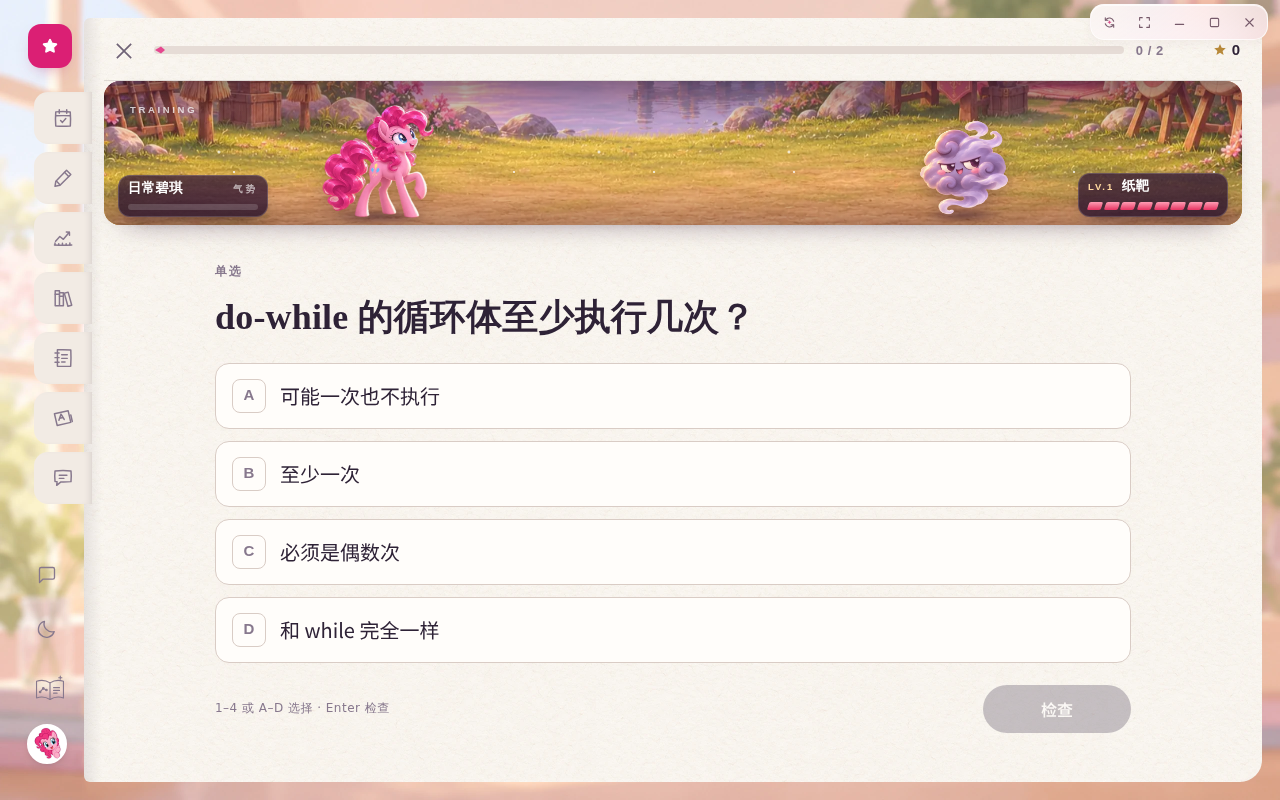 0 / 2
0
TRAINING
日常碧琪
气势
LV.1 纸靶
单选
do-while 的循环体至少执行几次？
A 可能一次也不执行
B 至少一次
C 必须是偶数次
D 和 while 完全一样
1–4 或 A–D 选择 · Enter 检查
检查